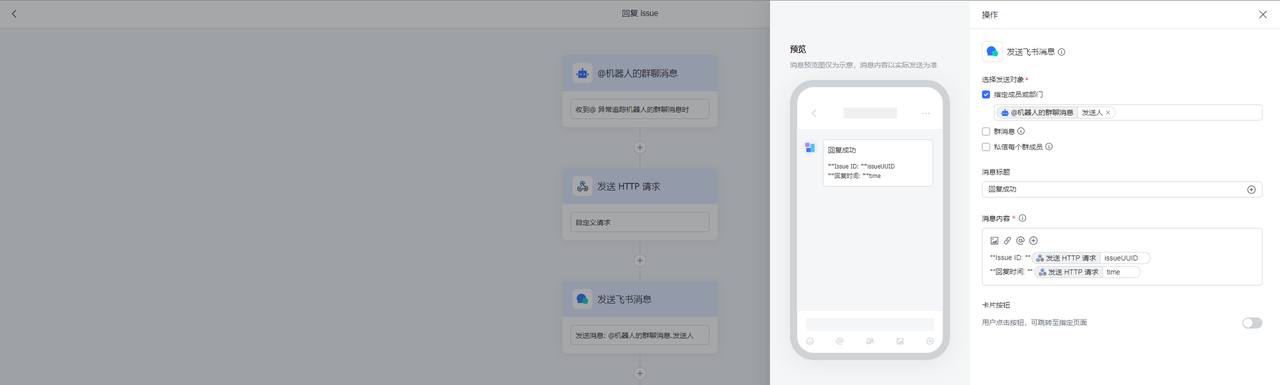 回复 issue
@机器人的群聊消息
收到@ 异常追踪机器人的群聊消息时
发送 HTTP 请求
自定义请求
发送飞书消息
发送消息: @机器人的群聊消息.发送人
预览
消息预览图仅为示意，消息内容以实际发送为准
回复成功
**Issue ID: **issueUUID
**回复时间: **time
操作
发送飞书消息
选择发送对象*
指定成员或部门
@机器人的群聊消息 发送人 ×
群消息
私信每个群成员
消息标题
回复成功
消息内容 *
**Issue ID: ** 发送 HTTP 请求 issueUUID
**回复时间: ** 发送 HTTP 请求 time
卡片按钮
用户点击按钮，可跳转至指定页面